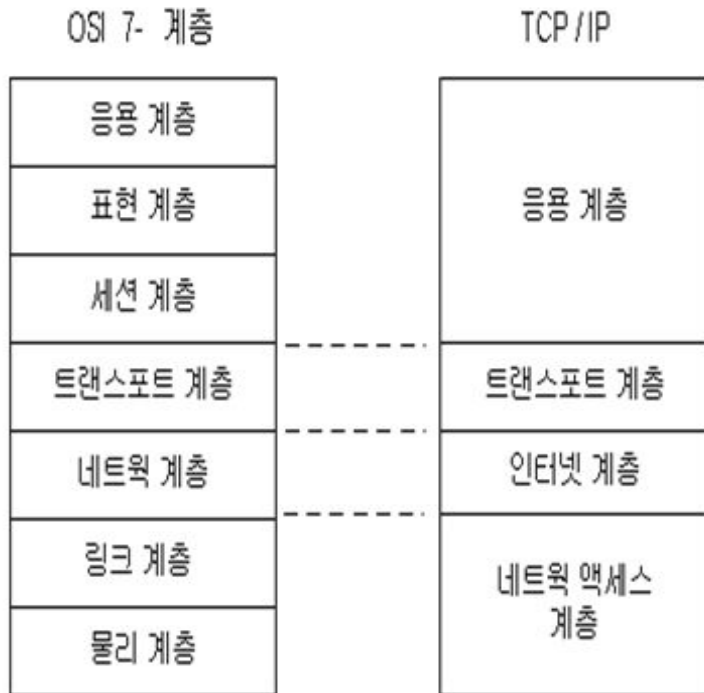 OSI 7- 계층
TCP / IP
응용 계층
표현 계층
세션 계층
트랜스포트 계층
네트웍 계층
링크 계층
물리 계층
응용 계층
트랜스포트 계층
인터넷 계층
네트웍 액세스
계층